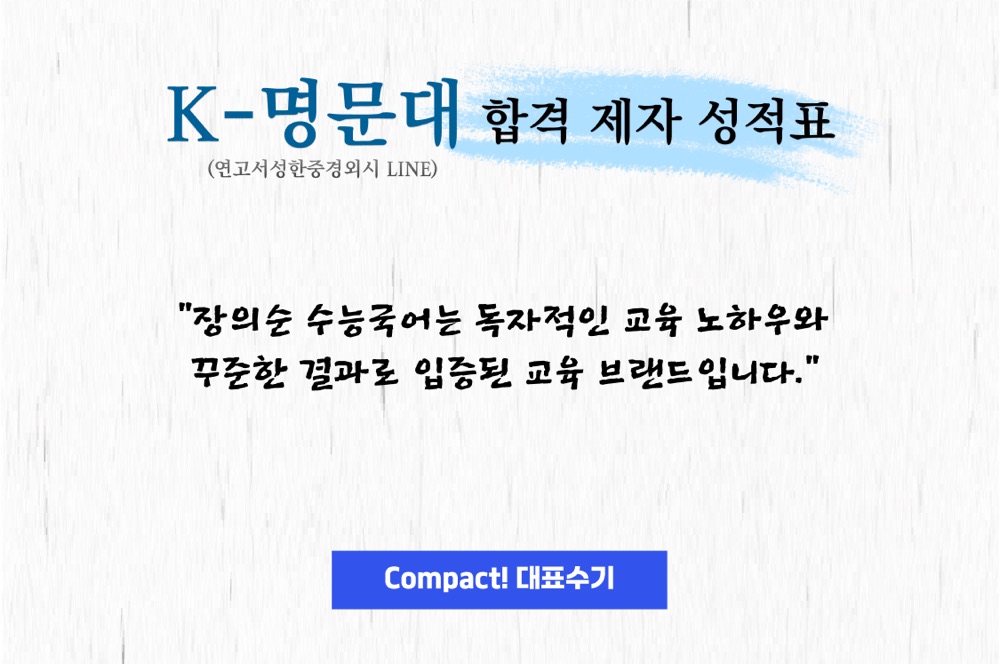 K-명문대 합격 제자 성적표
(연고서성한중경외시 LINE)
"장의순 수능국어는 독자적인 교육 노하우와
꾸준한 결과로 입증된 교육 브랜드입니다."
Compact! 대표수기